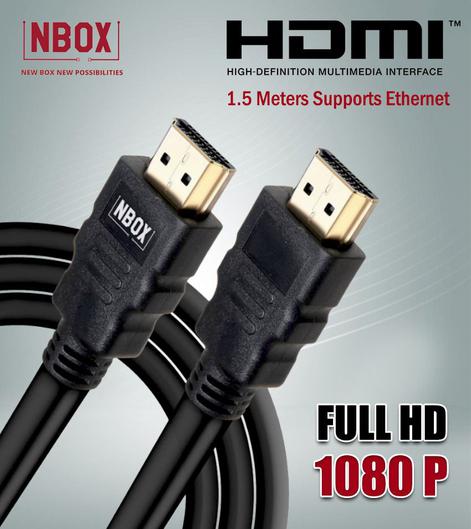 NBOX
NEW BOX NEW POSSIBILITIES
HDMI™
HIGH-DEFINITION MULTIMEDIA INTERFACE
1.5 Meters Supports Ethernet
NBOX
FULL HD
1080 P